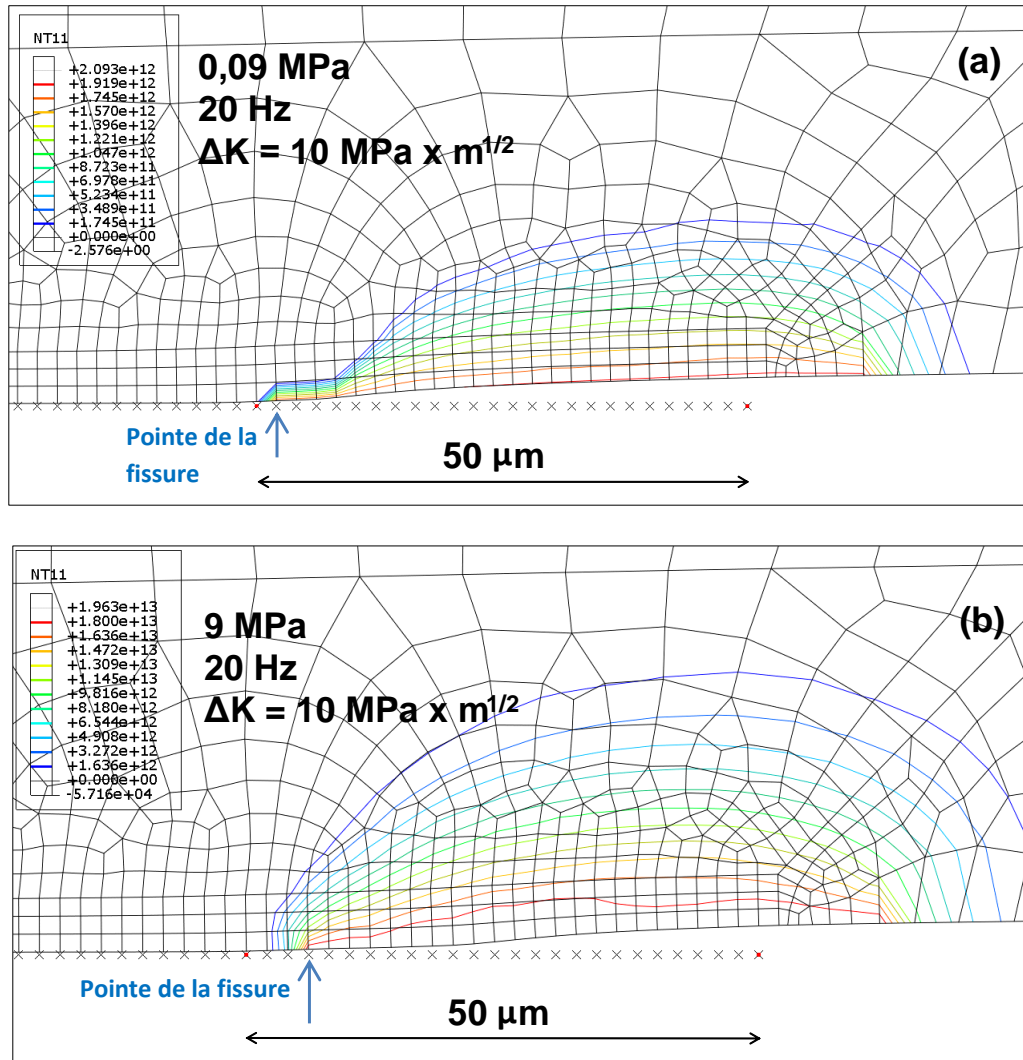 NT11
+2.093e+12
+1.919e+12
+1.745e+12
+1.570e+12
+1.396e+12
+1.221e+12
+1.047e+12
+8.723e+11
+6.978e+11
+5.234e+11
+3.489e+11
+1.745e+11
+0.000e+00
-2.576e+00
0,09 MPa
20 Hz
ΔK = 10 MPa x m1/2
(a)
Pointe de la
fissure
50 µm
NT11
+1.963e+13
+1.800e+13
+1.636e+13
+1.472e+13
+1.309e+13
+1.145e+13
+9.816e+12
+8.180e+12
+6.544e+12
+4.908e+12
+3.272e+12
+1.636e+12
+0.000e+00
-5.716e+04
9 MPa
20 Hz
ΔK = 10 MPa x m1/2
(b)
Pointe de la fissure
50 µm